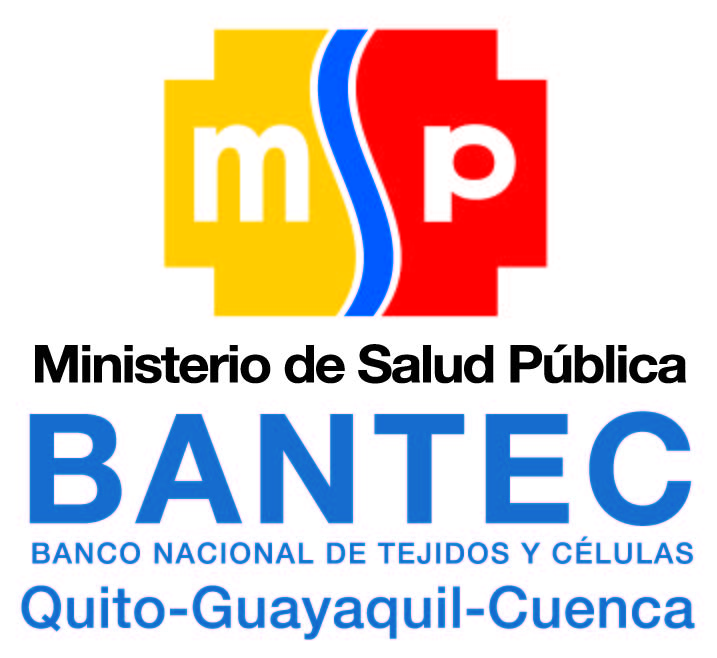 msp
Ministerio de Salud Pública
BANTEC
BANCO NACIONAL DE TEJIDOS Y CÉLULAS
Quito-Guayaquil-Cuenca